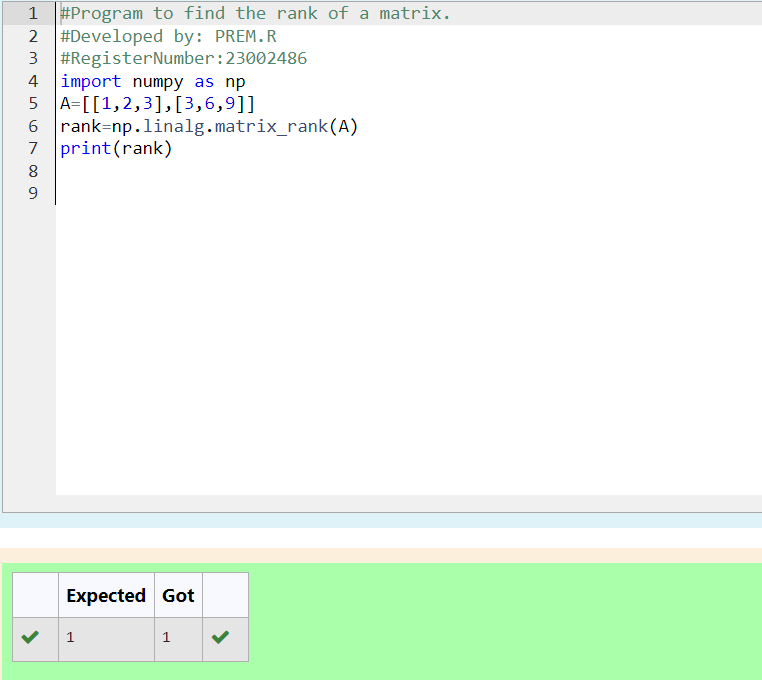 1 #Program to find the rank of a matrix.
2 #Developed by: PREM.R
3 #RegisterNumber:23002486
4 import numpy as np
5 A=[[1,2,3],[3,6,9]]
6 rank=np.linalg.matrix_rank(A)
7 print(rank)
8
9
Expected Got
1 1